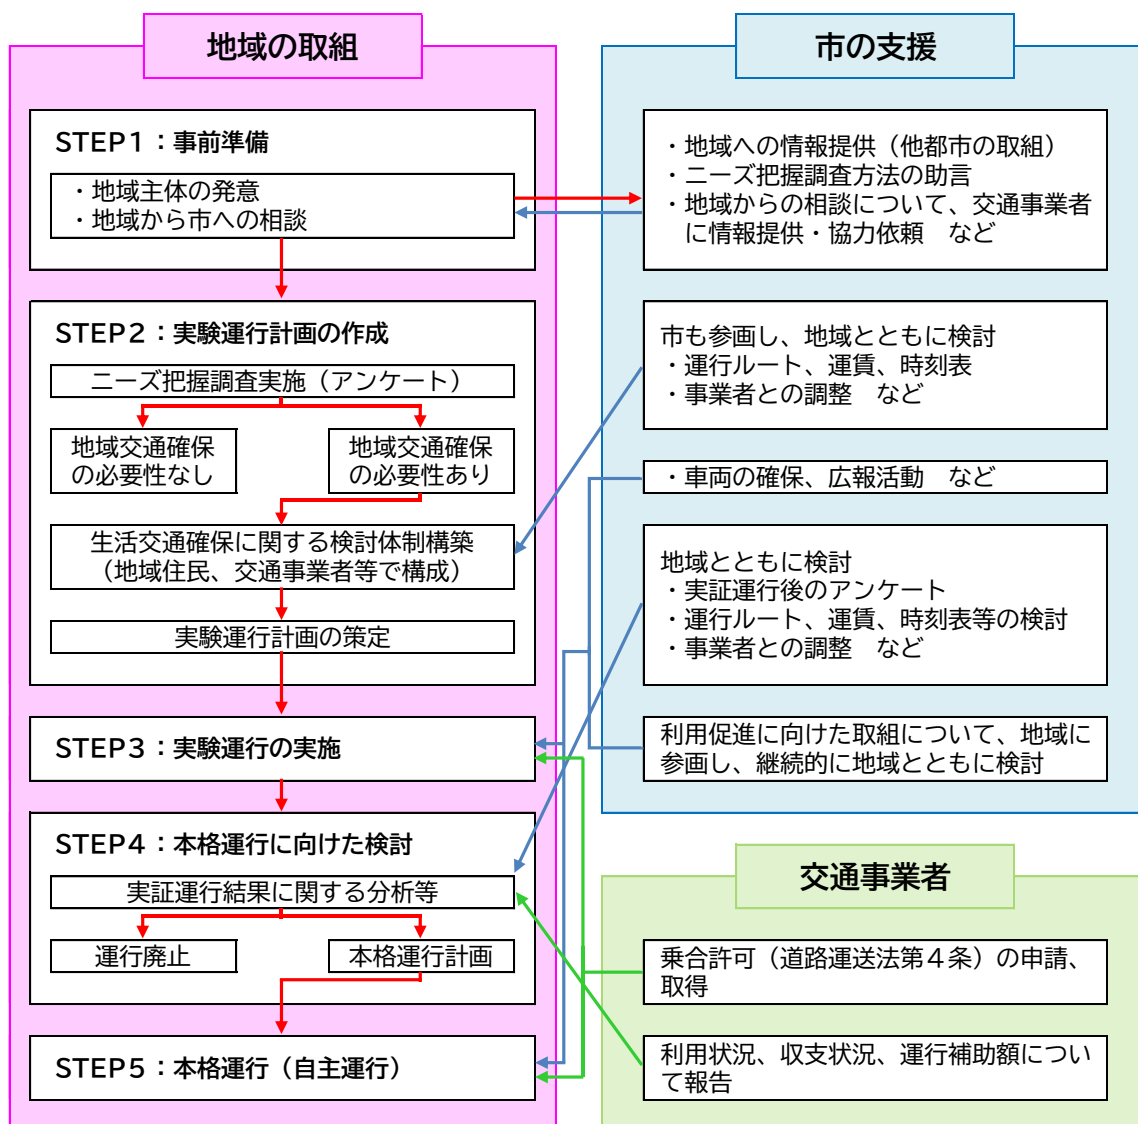 地域の取組
STEP1：事前準備
・地域主体の発意
・地域から市への相談
STEP2：実験運行計画の作成
ニーズ把握調査実施（アンケート）
地域交通確保
の必要性なし
地域交通確保
の必要性あり
生活交通確保に関する検討体制構築
（地域住民、交通事業者等で構成）
実験運行計画の策定
STEP3：実験運行の実施
STEP4：本格運行に向けた検討
実証運行結果に関する分析等
運行廃止
本格運行計画
STEP5：本格運行（自主運行）
市の支援
・地域への情報提供（他都市の取組）
・ニーズ把握調査方法の助言
・地域からの相談について、交通事業者
に情報提供・協力依頼　など
市も参画し、地域とともに検討
・運行ルート、運賃、時刻表
・事業者との調整　など
・車両の確保、広報活動　など
地域とともに検討
・実証運行後のアンケート
・運行ルート、運賃、時刻表等の検討
・事業者との調整　など
利用促進に向けた取組について、地域に
参画し、継続的に地域とともに検討
交通事業者
乗合許可（道路運送法第４条）の申請、
取得
利用状況、収支状況、運行補助額につい
て報告